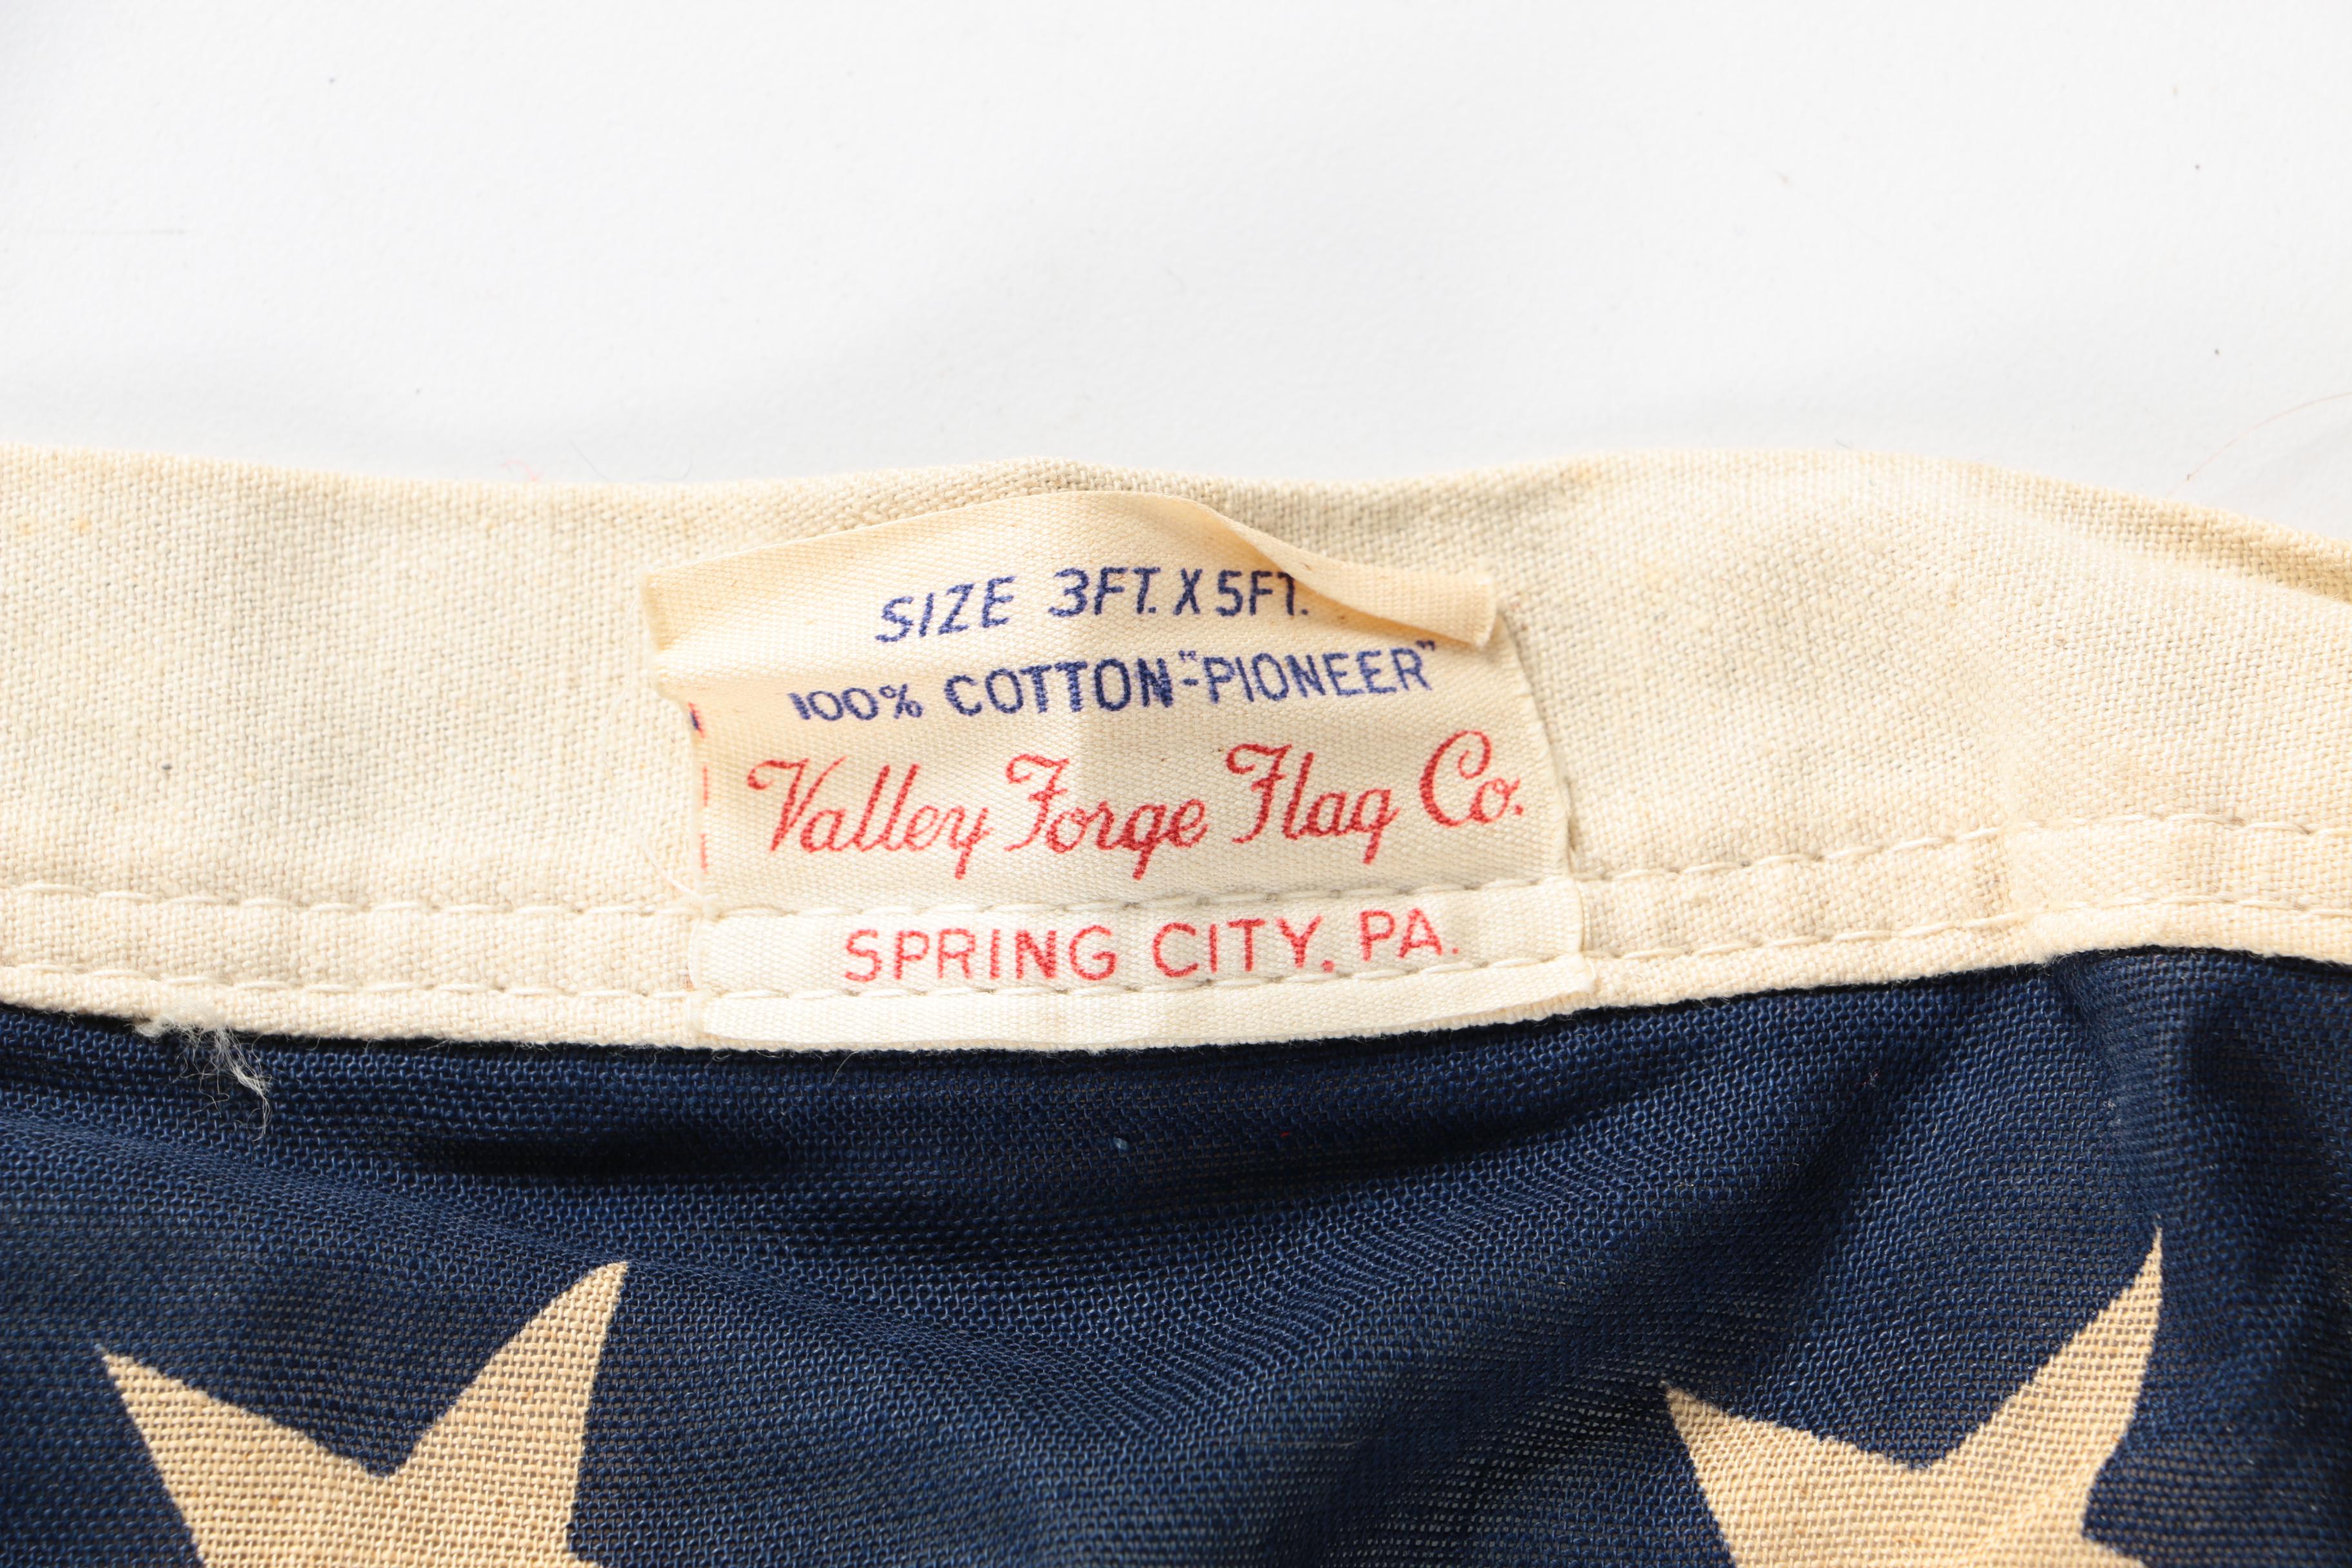 SIZE 3FT. X 5FT.
100% COTTON-"PIONEER"
Valley Forge Flag Co.
SPRING CITY, PA.